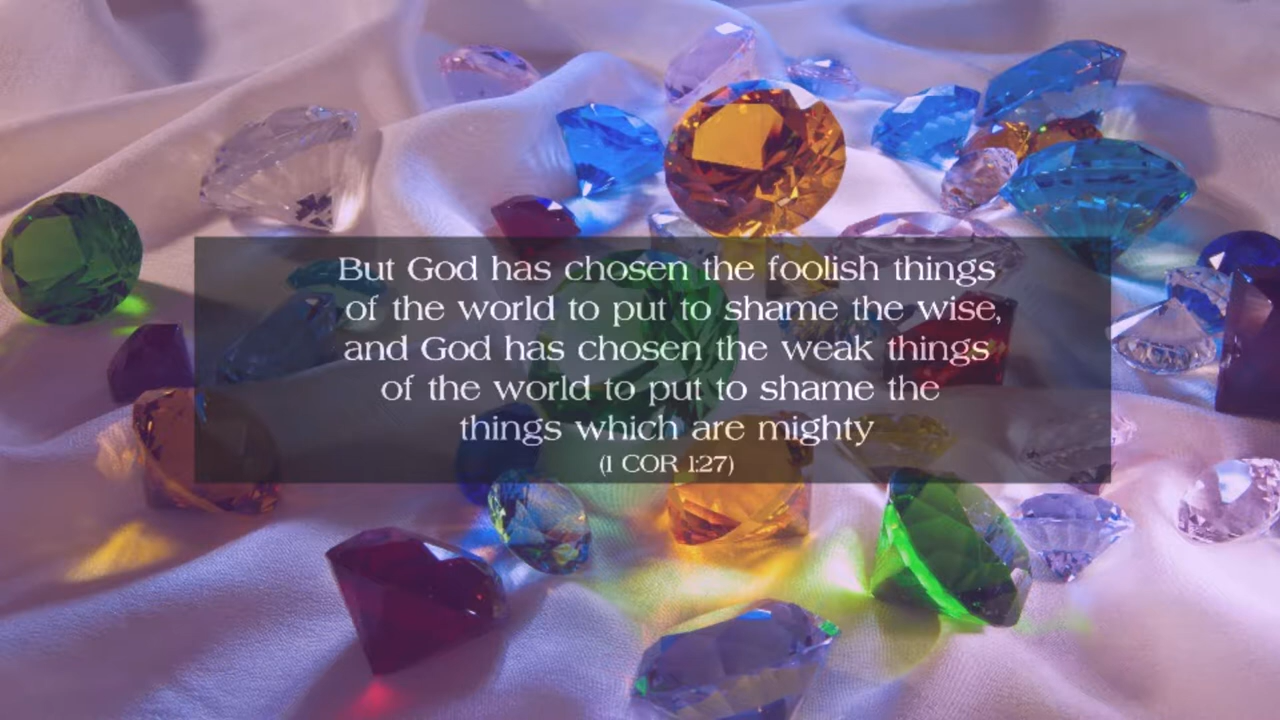 But God has chosen the foolish things
of the world to put to shame the wise,
and God has chosen the weak things
of the world to put to shame the
things which are mighty
(1 COR 1:27)